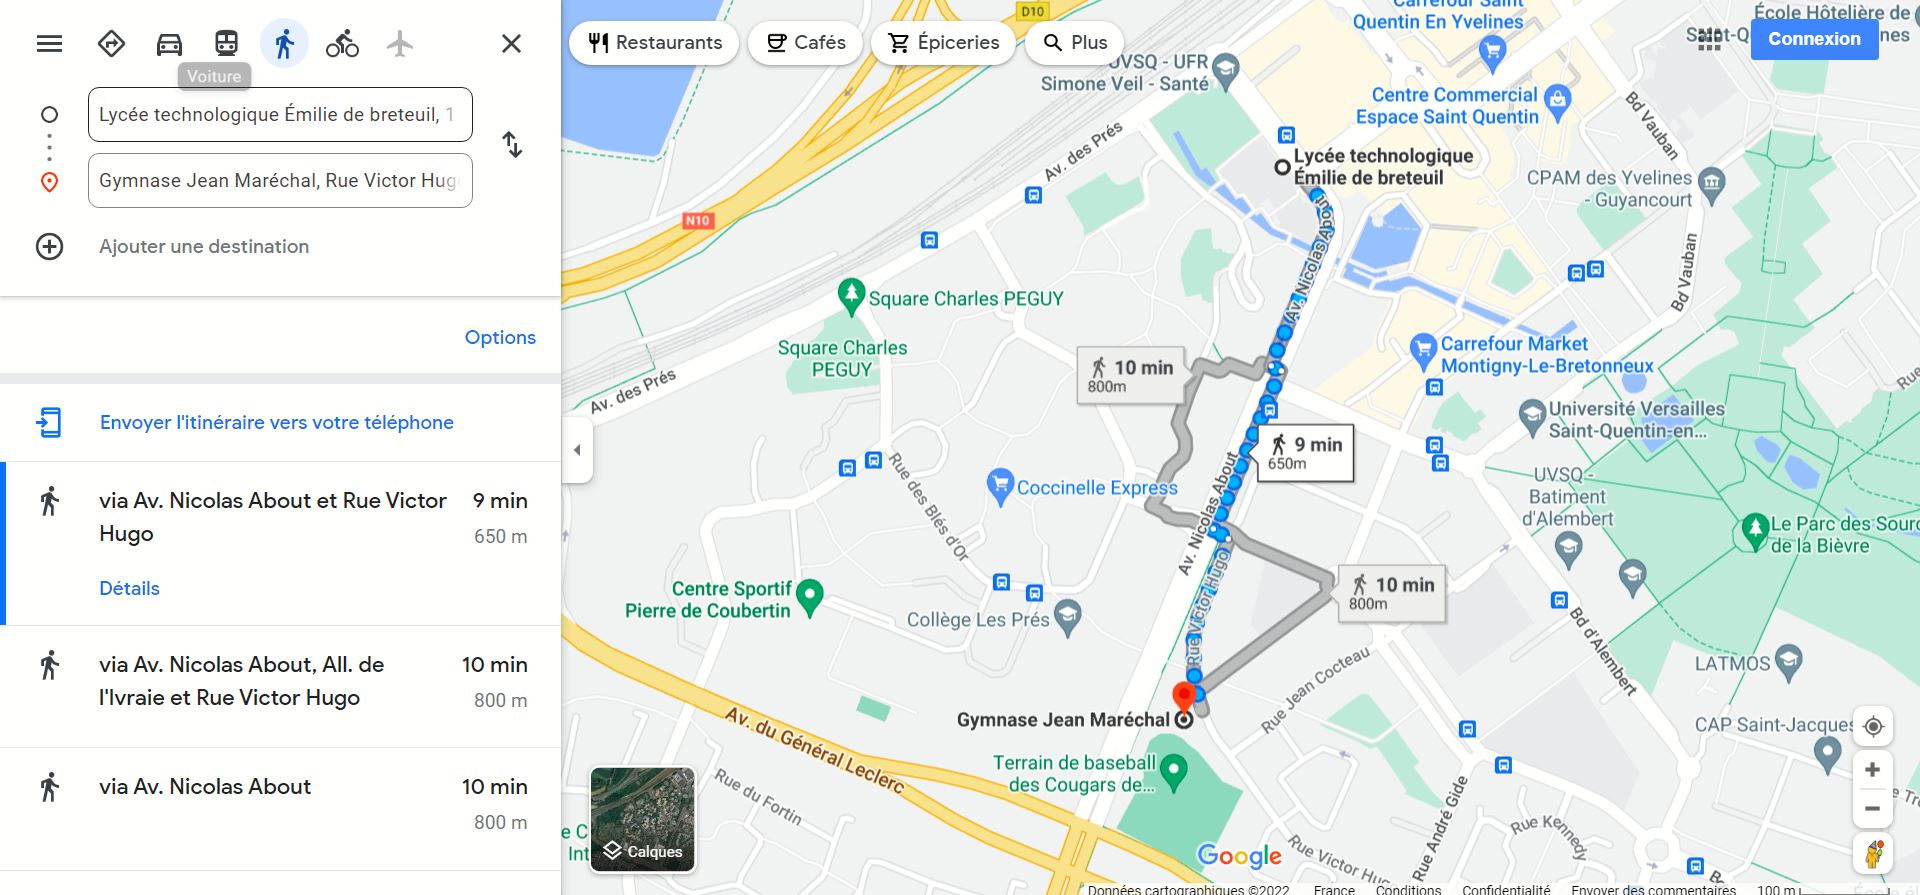 Voiture
Lycée technologique Émilie de breteuil, 1
Gymnase Jean Maréchal, Rue Victor Hug
Ajouter une destination
Options
Envoyer l'itinéraire vers votre téléphone
via Av. Nicolas About et Rue Victor
Hugo
9 min
650 m
Détails
via Av. Nicolas About, All. de
l'Ivraie et Rue Victor Hugo
10 min
800 m
via Av. Nicolas About
10 min
800 m
Restaurants
Cafés
Épiceries
Plus
D10
Carrefour Saint
Quentin En Yvelines
École Hôtelière de
Connexion
UVSQ - UFR
Simone Veil - Santé
Centre Commercial
Espace Saint Quentin
Bd Vauban
Av. des Prés
Lycée technologique
Émilie de breteuil
CPAM des Yvelines
- Guyancourt
N10
Av. Nicolas About
Bd Vauban
Square Charles PEGUY
Square Charles
PEGUY
Av. des Prés
10 min
800m
Carrefour Market
Montigny-Le-Bretonneux
Rue
Université Versailles
Saint-Quentin-en...
9 min
650m
Rue des Blés d'Or
Coccinelle Express
Av. Nicolas About
UVSQ -
Batiment
d'Alembert
Le Parc des Sourc
de la Bièvre
Centre Sportif
Pierre de Coubertin
Collège Les Prés
Rue Victor Hugo
10 min
800m
Bd d'Alembert
LATMOS
Rue Jean Cocteau
Gymnase Jean Maréchal
CAP Saint-Jacques
Av. du Général Leclerc
Terrain de baseball
des Cougars de...
Rue du Fortin
Rue André Gide
Rue Kennedy
Rue Victor Hu
Calques
Google
Données cartographiques ©2022
France
Conditions
Confidentialité
Envoyer des commentaires
100 m